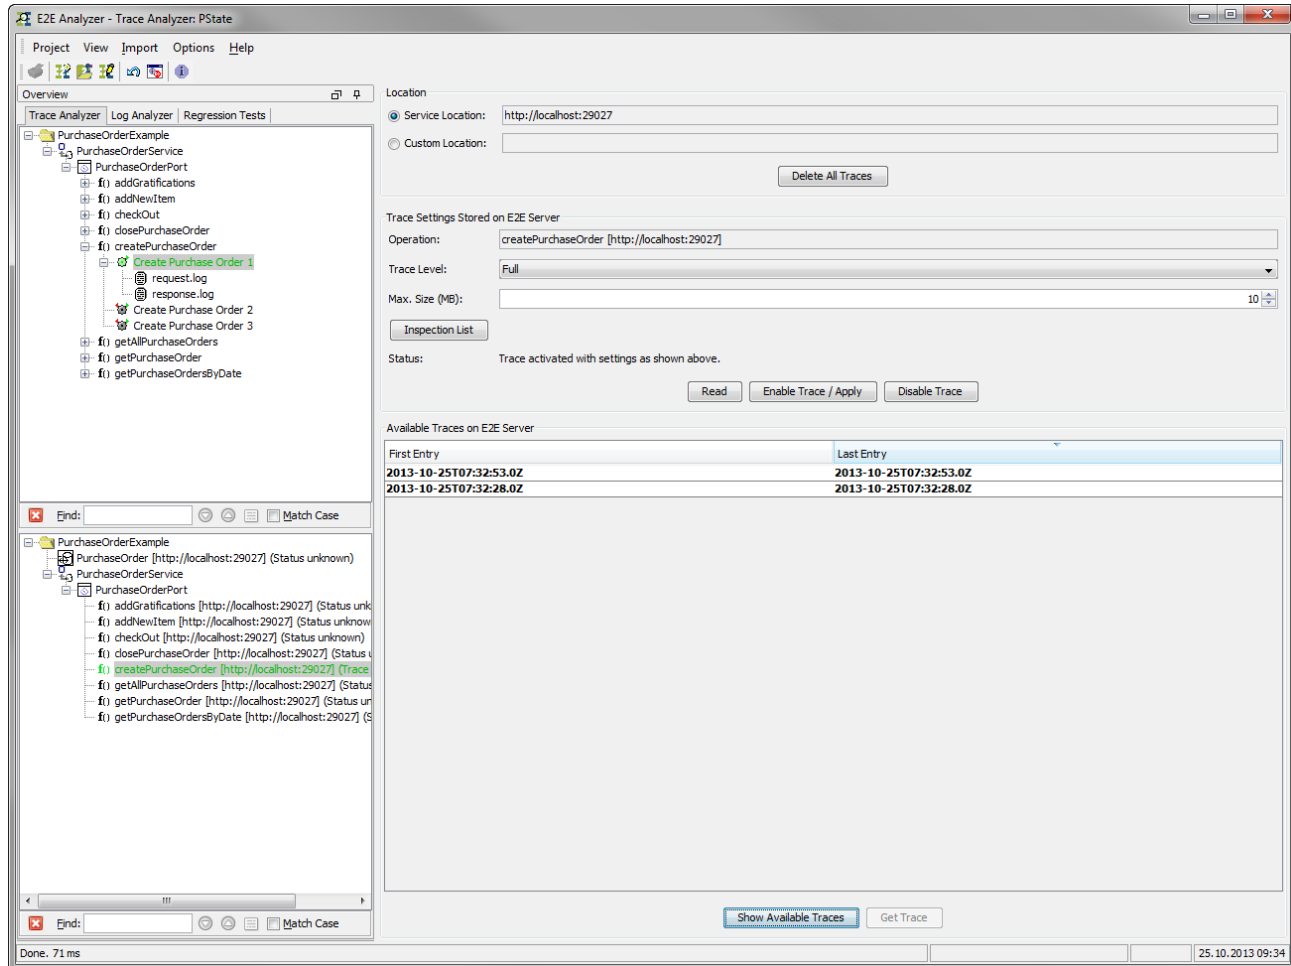 E2E Analyzer - Trace Analyzer: PState
Project View Import Options Help
Overview
Trace Analyzer Log Analyzer Regression Tests
PurchaseOrderExample
PurchaseOrderService
PurchaseOrderPort
f() addGratifications
f() addNewItem
f() checkOut
f() closePurchaseOrder
f() createPurchaseOrder
Create Purchase Order 1
request.log
response.log
Create Purchase Order 2
Create Purchase Order 3
f() getAllPurchaseOrders
f() getPurchaseOrder
f() getPurchaseOrdersByDate
Find: Match Case
PurchaseOrderExample
PurchaseOrder [http://localhost:29027] (Status unknown)
PurchaseOrderService
PurchaseOrderPort
f() addGratifications [http://localhost:29027] (Status unk
f() addNewItem [http://localhost:29027] (Status unknow
f() checkOut [http://localhost:29027] (Status unknown)
f() closePurchaseOrder [http://localhost:29027] (Status u
f() createPurchaseOrder [http://localhost:29027] (Trace
f() getAllPurchaseOrders [http://localhost:29027] (Status
f() getPurchaseOrder [http://localhost:29027] (Status un
f() getPurchaseOrdersByDate [http://localhost:29027] (S
Find: Match Case
Location
Service Location: http://localhost:29027
Custom Location:
Delete All Traces
Trace Settings Stored on E2E Server
Operation: createPurchaseOrder [http://localhost:29027]
Trace Level: Full
Max. Size (MB): 10
Inspection List
Status: Trace activated with settings as shown above.
Read Enable Trace / Apply Disable Trace
Available Traces on E2E Server
First Entry Last Entry
2013-10-25T07:32:53.0Z 2013-10-25T07:32:53.0Z
2013-10-25T07:32:28.0Z 2013-10-25T07:32:28.0Z
Show Available Traces Get Trace
Done. 71 ms 25.10.2013 09:34